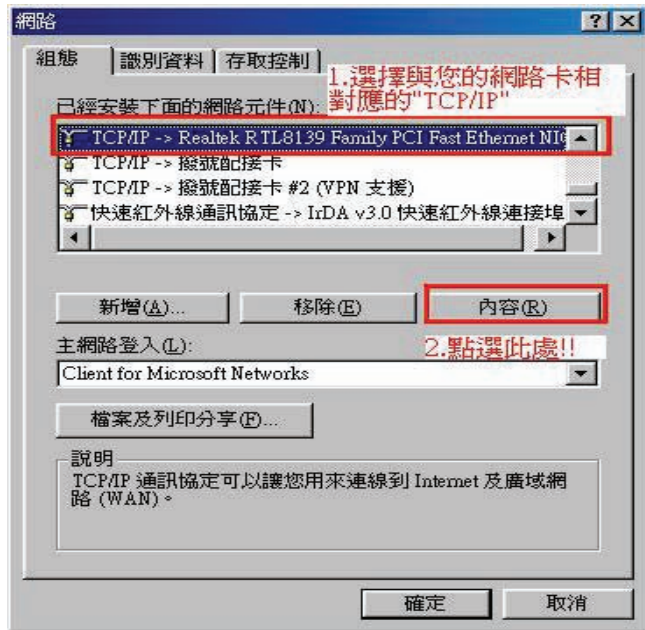 網路
組態 識別資料 存取控制
1.選擇與您的網路卡相
對應的"TCP/IP"
已經安裝下面的網路元件(N):
TCP/IP -> Realtek RTL8139 Family PCI Fast Ethernet NIC
TCP/IP -> 撥號配接卡
TCP/IP -> 撥號配接卡 #2 (VPN 支援)
快速紅外線通訊協定 -> IrDA v3.0 快速紅外線連接埠
新增(A)... 移除(E) 內容(R)
主網路登入(L):
2.點選此處!!
Client for Microsoft Networks
檔案及列印分享(F)...
說明
TCP/IP 通訊協定可以讓您用來連線到 Internet 及廣域網
路 (WAN)。
確定 取消